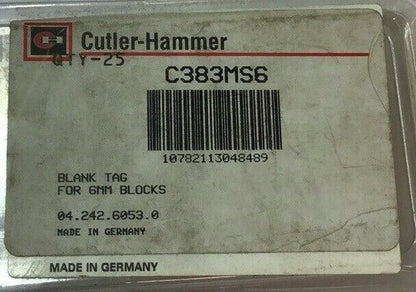 Cutler-Hammer
QTY-25
C383MS6
10782113048489
BLANK TAG
FOR 6MM BLOCKS
04.242.6053.0
MADE IN GERMANY
MADE IN GERMANY